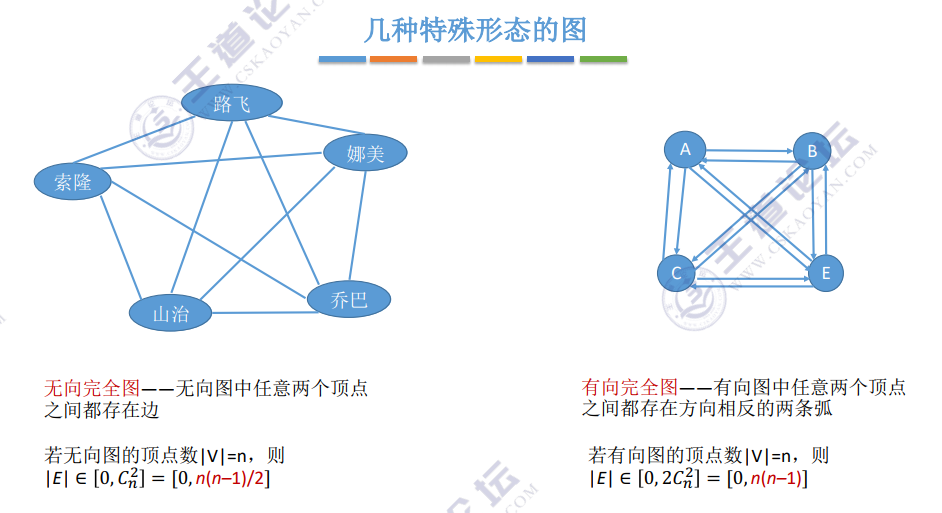 几种特殊形态的图
路飞
娜美
索隆
山治
乔巴
A
B
C
E
无向完全图——无向图中任意两个顶点
之间都存在边
若无向图的顶点数|V|=n，则
|E| ∈ [0, C_n^2] = [0, n(n–1)/2]
有向完全图——有向图中任意两个顶点
之间都存在方向相反的两条弧
若有向图的顶点数|V|=n，则
|E| ∈ [0, 2C_n^2] = [0, n(n–1)]
王道论坛
WWW.CSKAOYAN.COM